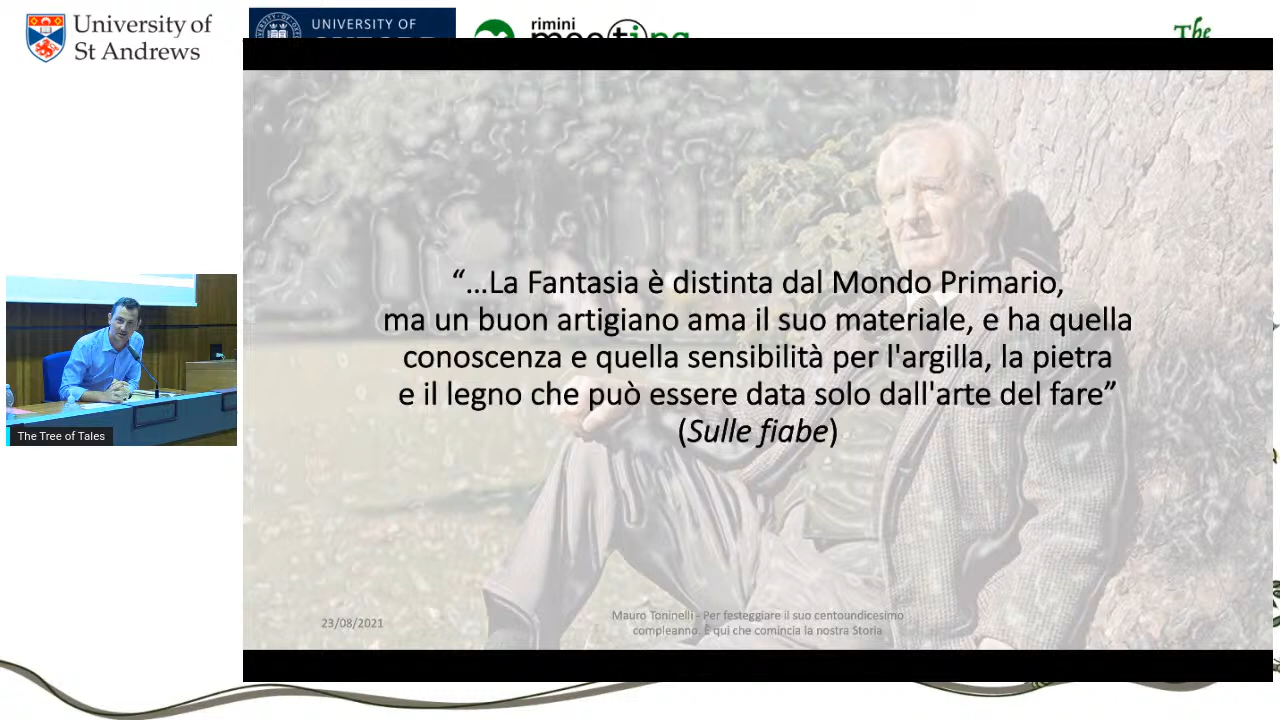 University of
St Andrews
UNIVERSITY OF
rimini
meeting
The
“...La Fantasia è distinta dal Mondo Primario,
ma un buon artigiano ama il suo materiale, e ha quella
conoscenza e quella sensibilità per l'argilla, la pietra
e il legno che può essere data solo dall'arte del fare”
(Sulle fiabe)
The Tree of Tales
23/08/2021
Mauro Toninelli - Per festeggiare il suo centoundicesimo
compleanno. È qui che comincia la nostra Storia